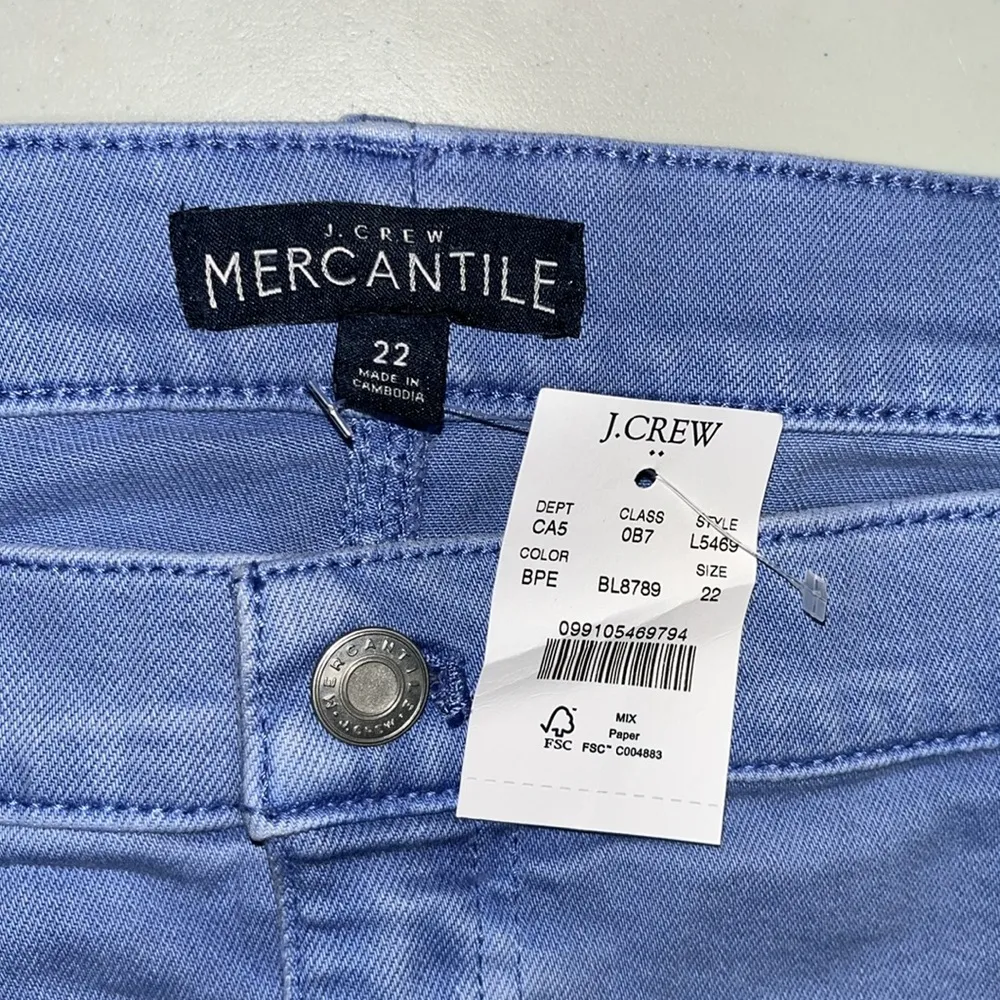 J.CREW
MERCANTILE
22
MADE IN
CAMBODIA
J.CREW
DEPT CLASS STYLE
CA5 0B7 L5469
COLOR SIZE
BPE BL8789 22
099105469794
MIX
Paper
FSC FSC™ C004883
MERCANTILE
J.CREW